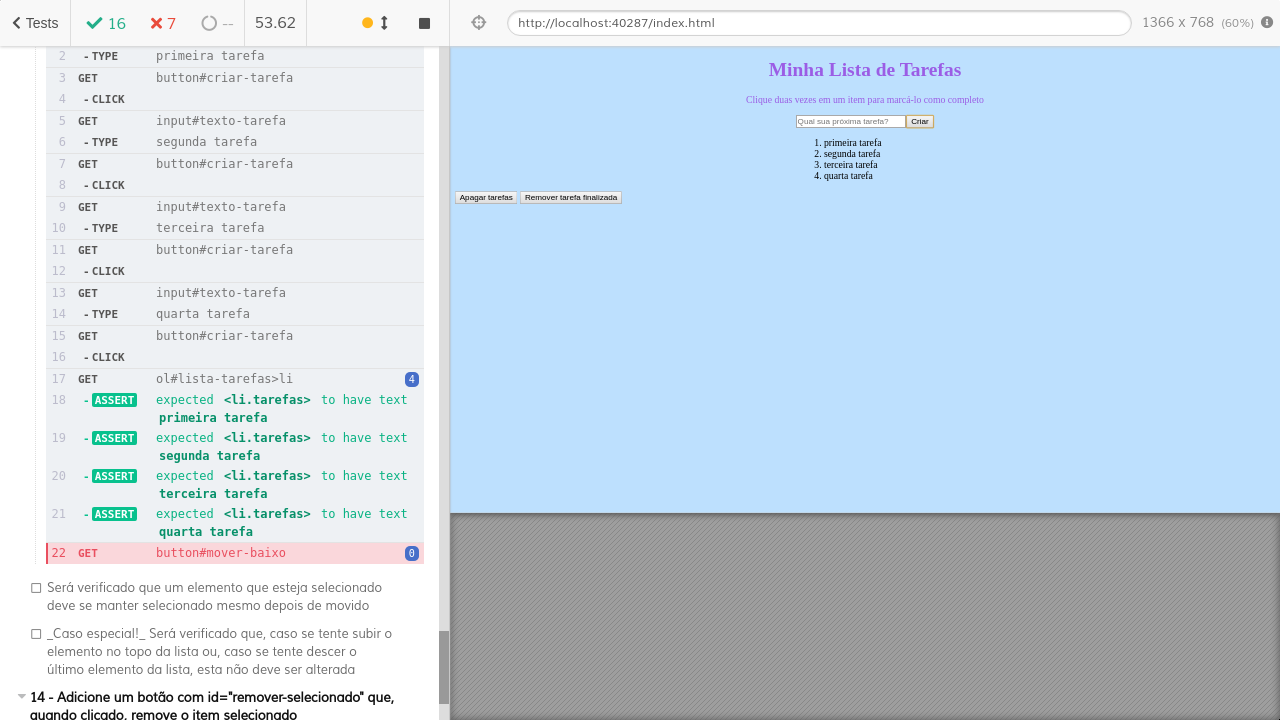 Tests 16 7 -- 53.62 http://localhost:40287/index.html 1366 x 768 (60%)
2 - TYPE primeira tarefa
3 GET button#criar-tarefa
4 - CLICK
5 GET input#texto-tarefa
6 - TYPE segunda tarefa
7 GET button#criar-tarefa
8 - CLICK
9 GET input#texto-tarefa
10 - TYPE terceira tarefa
11 GET button#criar-tarefa
12 - CLICK
13 GET input#texto-tarefa
14 - TYPE quarta tarefa
15 GET button#criar-tarefa
16 - CLICK
17 GET ol#lista-tarefas>li 4
18 - ASSERT expected <li.tarefas> to have text
primeira tarefa
19 - ASSERT expected <li.tarefas> to have text
segunda tarefa
20 - ASSERT expected <li.tarefas> to have text
terceira tarefa
21 - ASSERT expected <li.tarefas> to have text
quarta tarefa
22 GET button#mover-baixo 0
Será verificado que um elemento que esteja selecionado
deve se manter selecionado mesmo depois de movido
_Caso especial!_ Será verificado que, caso se tente subir o
elemento no topo da lista ou, caso se tente descer o
último elemento da lista, esta não deve ser alterada
14 - Adicione um botão com id="remover-selecionado" que,
quando clicado, remove o item selecionado
Minha Lista de Tarefas
Clique duas vezes em um item para marcá-lo como completo
Qual sua próxima tarefa? Criar
1. primeira tarefa
2. segunda tarefa
3. terceira tarefa
4. quarta tarefa
Apagar tarefas Remover tarefa finalizada